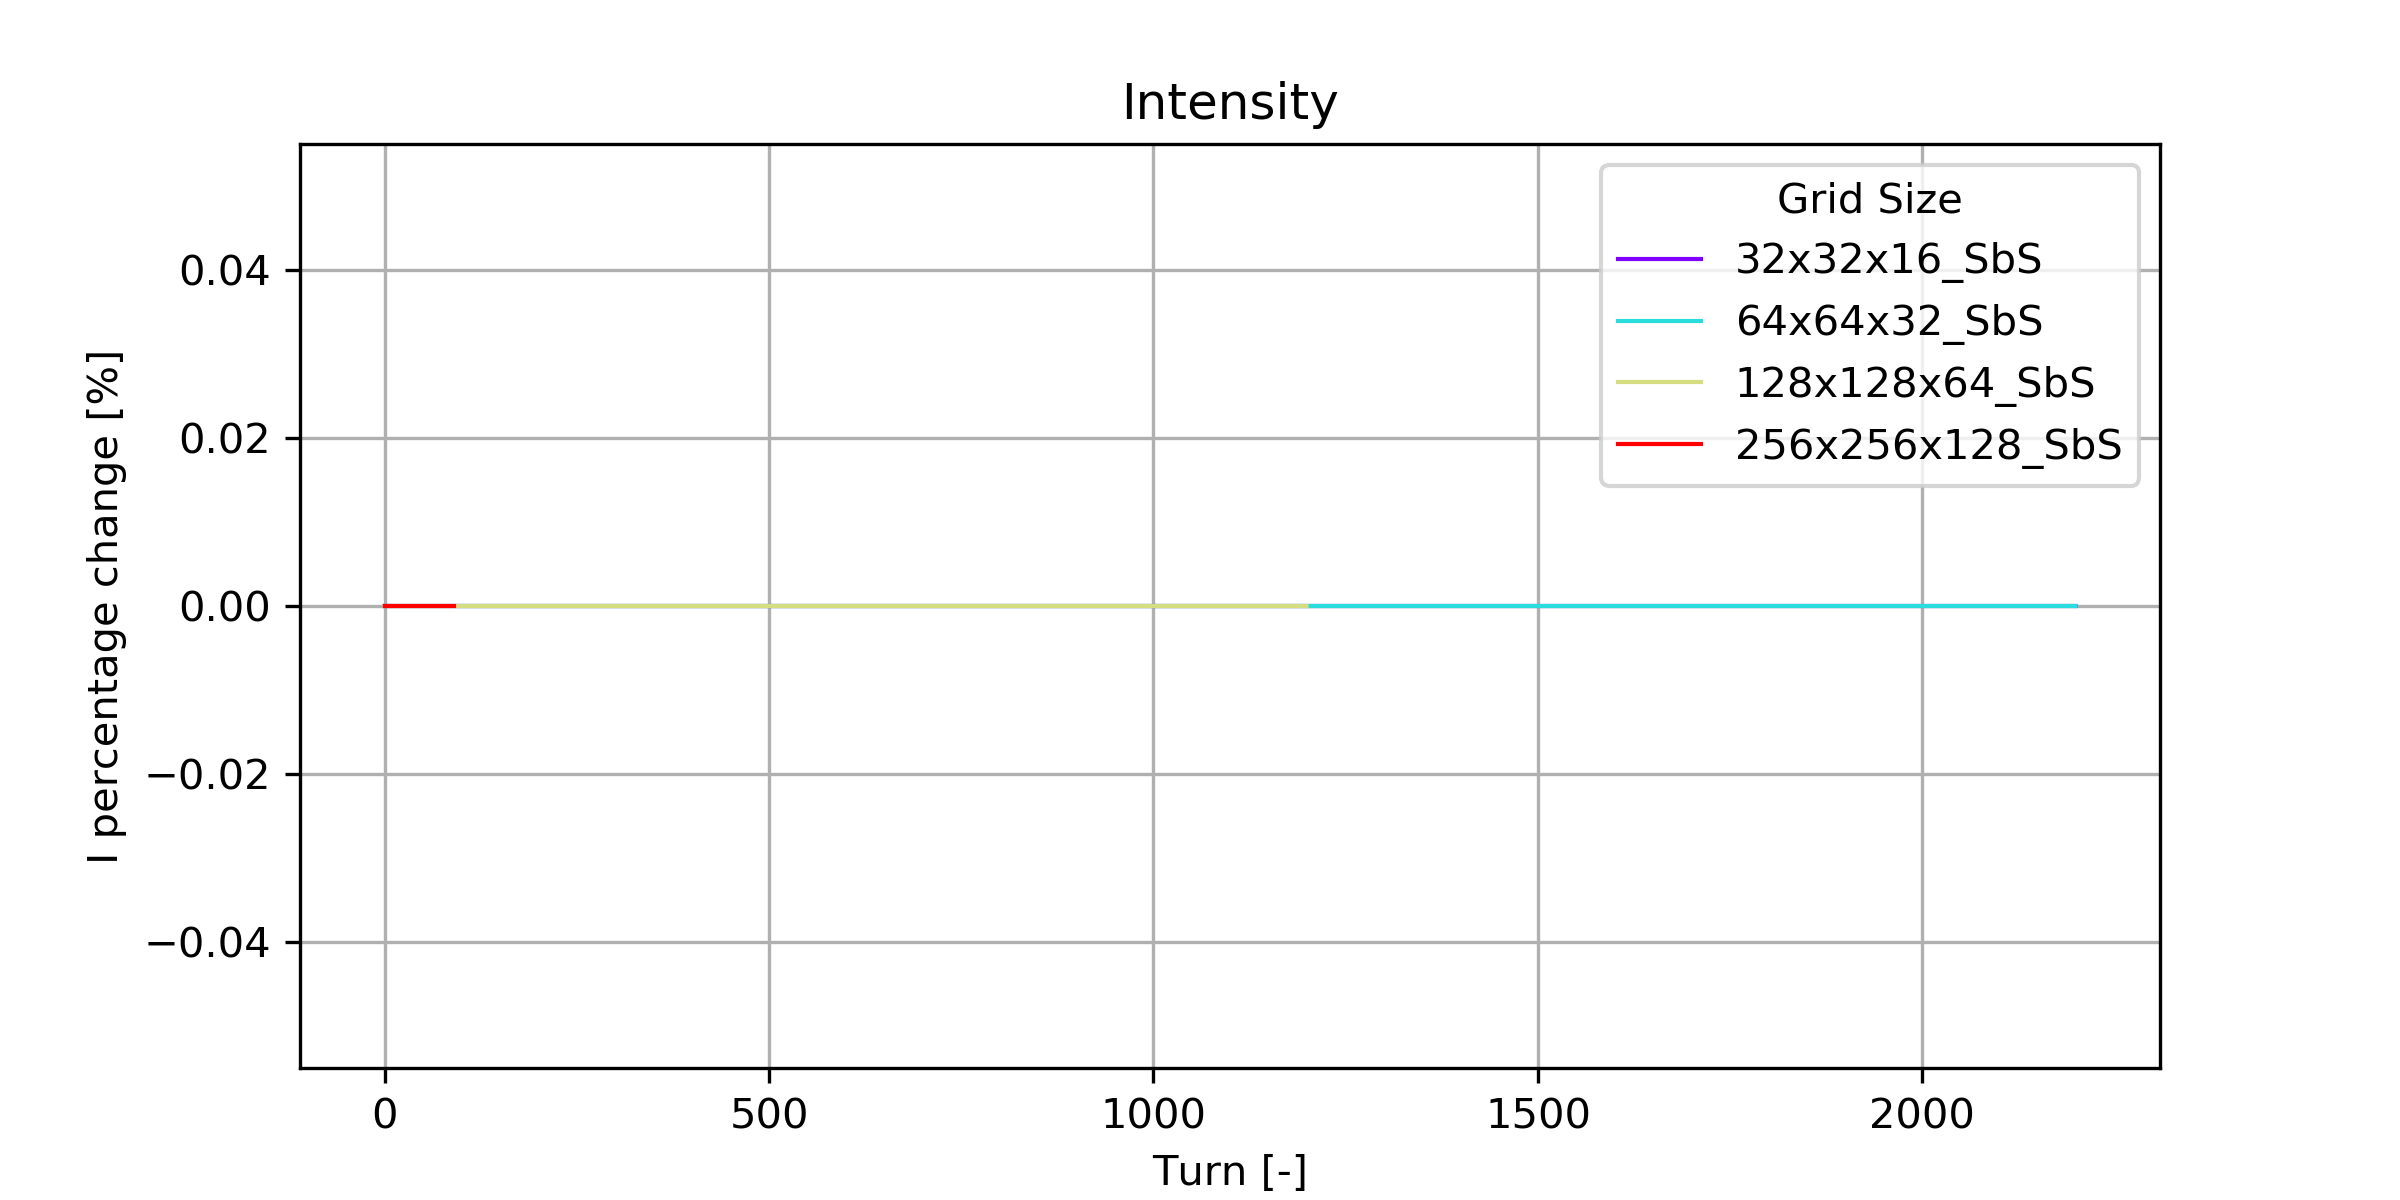 Intensity
Grid Size
32x32x16_SbS
64x64x32_SbS
128x128x64_SbS
256x256x128_SbS
I percentage change [%]
0.04
0.02
0.00
−0.02
−0.04
0 500 1000 1500 2000
Turn [-]